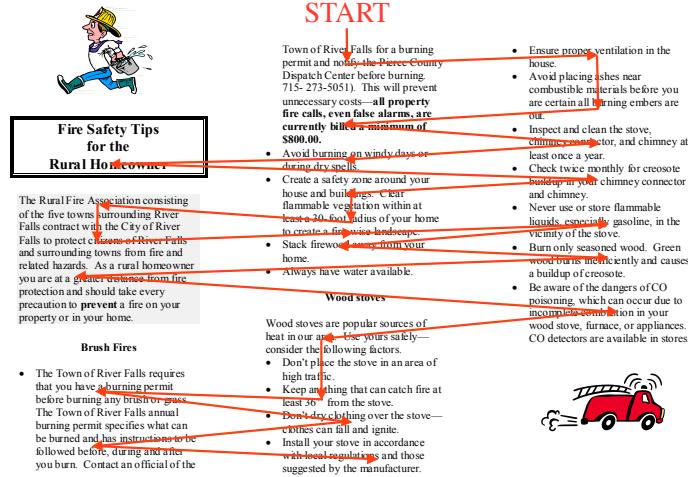 START
Fire Safety Tips
for the
Rural Homeowner
The Rural Fire Association consisting
of the five towns surrounding River
Falls contract with the City of River
Falls to protect citizens of River Falls
and surrounding towns from fire and
related hazards. As a rural homeowner
you are at a greater distance from fire
protection and should take every
precaution to prevent a fire on your
property or in your home.
Brush Fires
• The Town of River Falls requires
that you have a burning permit
before burning any brush or grass.
The Town of River Falls annual
burning permit specifies what can
be burned and has instructions to be
followed before, during and after
you burn. Contact an official of the
Town of River Falls for a burning
permit and notify the Pierce County
Dispatch Center before burning.
715- 273-5051). This will prevent
unnecessary costs—all property
fire calls, even false alarms, are
currently billed a minimum of
$800.00.
• Avoid burning on windy days or
during dry spells.
• Create a safety zone around your
house and buildings. Clear
flammable vegetation within at
least a 30-foot radius of your home
to create a fire wise landscape.
• Stack firewood away from your
home.
• Always have water available.
Wood stoves
Wood stoves are popular sources of
heat in our area. Use yours safely—
consider the following factors.
• Don't place the stove in an area of
high traffic.
• Keep anything that can catch fire at
least 36" from the stove.
• Don't dry clothing over the stove—
clothes can fall and ignite.
• Install your stove in accordance
with local regulations and those
suggested by the manufacturer.
• Ensure proper ventilation in the
house.
• Avoid placing ashes near
combustible materials before you
are certain all burning embers are
out.
• Inspect and clean the stove,
chimney connector, and chimney at
least once a year.
• Check twice monthly for creosote
buildup in your chimney connector
and chimney.
• Never use or store flammable
liquids, especially gasoline, in the
vicinity of the stove.
• Burn only seasoned wood. Green
wood burns inefficiently and causes
a buildup of creosote.
• Be aware of the dangers of CO
poisoning, which can occur due to
incomplete combustion in your
wood stove, furnace, or appliances.
CO detectors are available in stores.